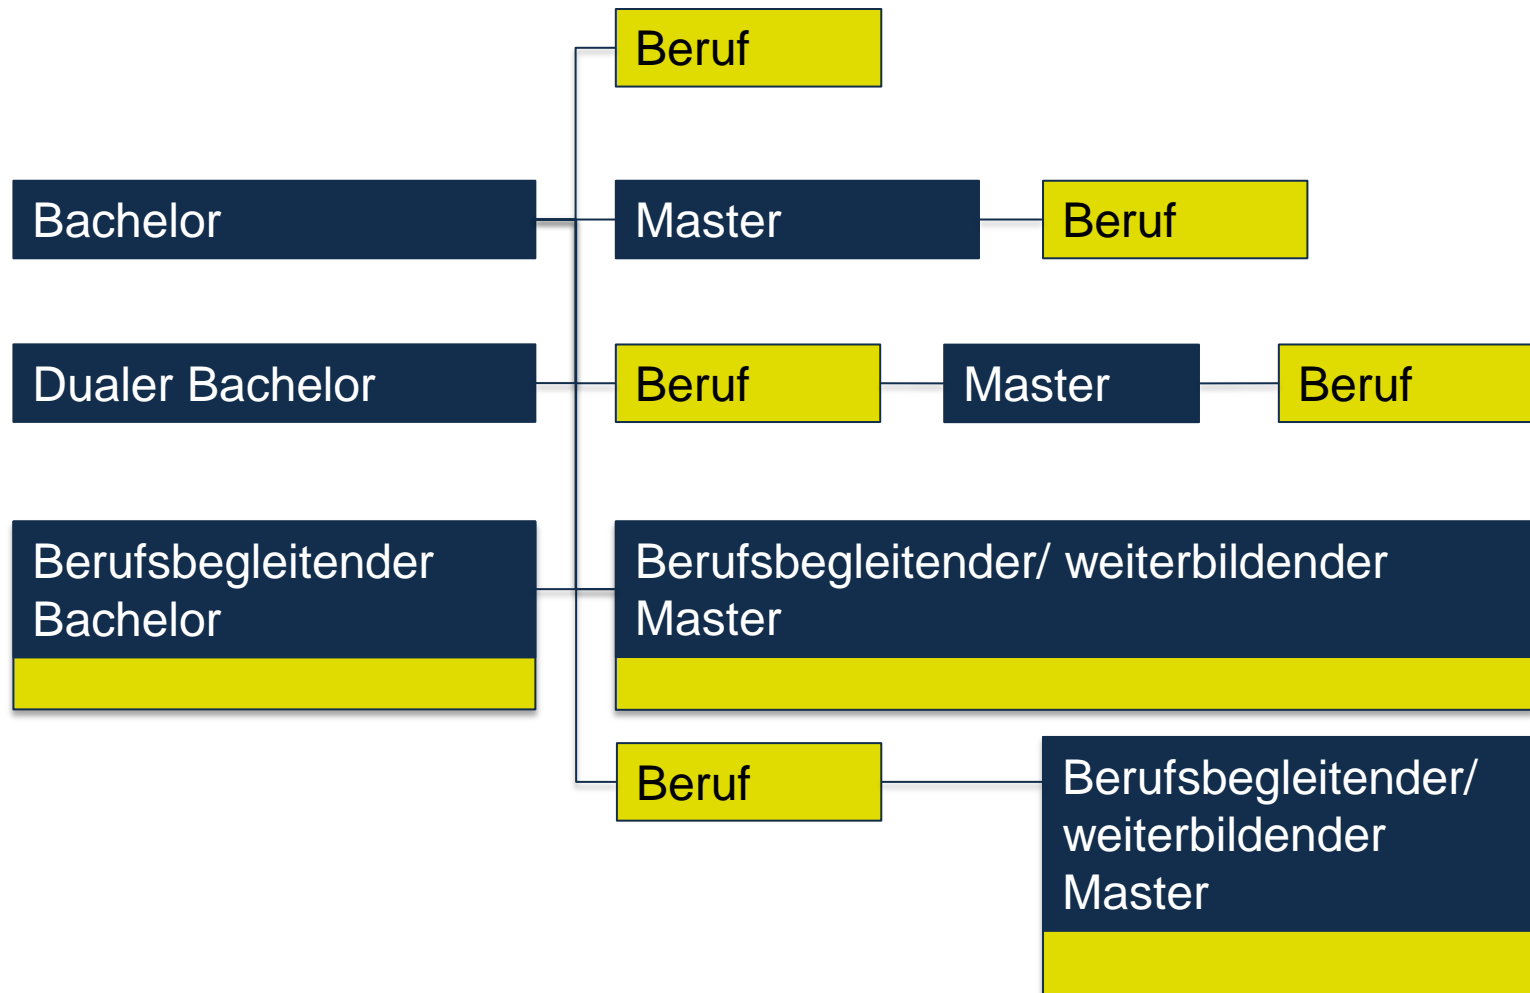 Beruf
Bachelor
Master
Beruf
Dualer Bachelor
Beruf
Master
Beruf
Berufsbegleitender
Bachelor
Berufsbegleitender/ weiterbildender
Master
Beruf
Berufsbegleitender/
weiterbildender
Master